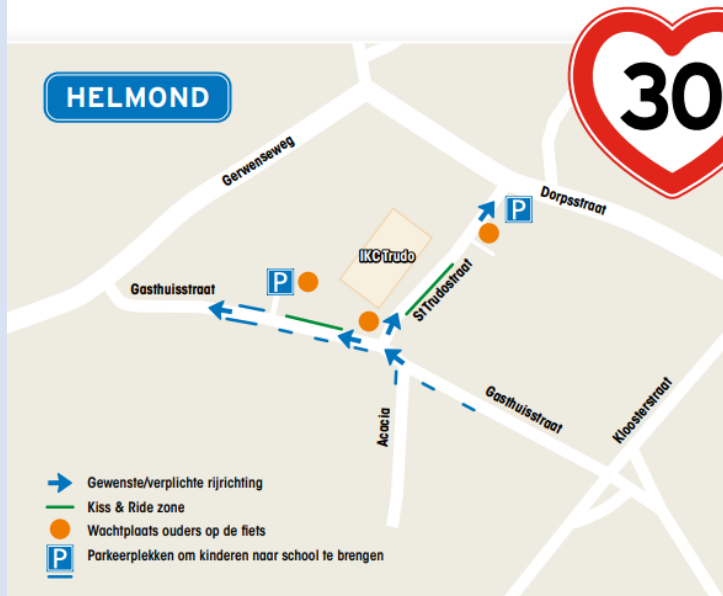 HELMOND
30
Gerwenseweg
Dorpsstraat
P
IKC Trudo
P
St Trudostraat
Gasthuisstraat
Gasthuisstraat
Kloosterstraat
Acacia
Gewenste/verplichte rijrichting
Kiss & Ride zone
Wachtplaats ouders op de fiets
P Parkeerplekken om kinderen naar school te brengen